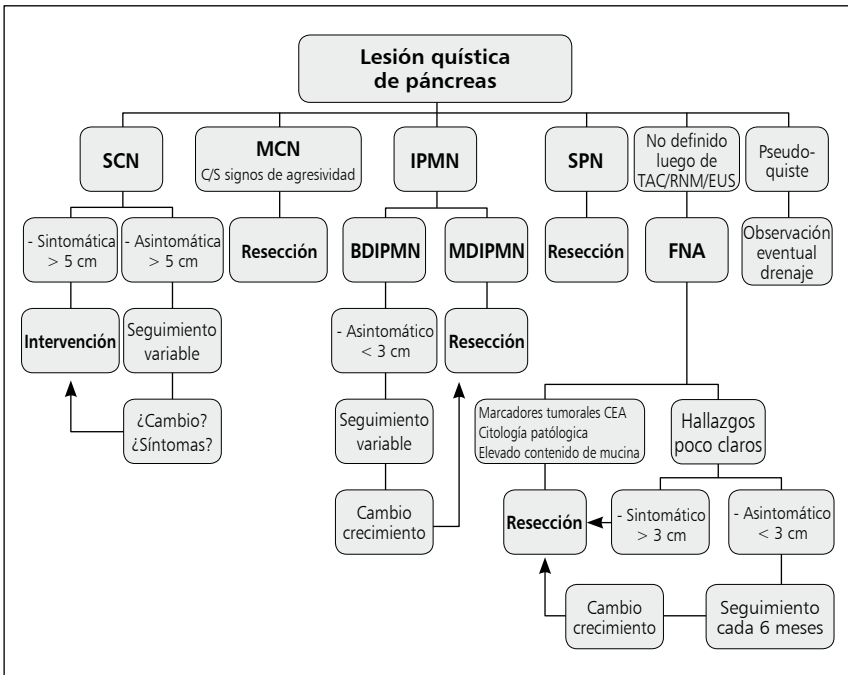 Lesión quística
de páncreas
SCN
MCN
C/S signos de agresividad
IPMN
SPN
No definido
luego de
TAC/RNM/EUS
Pseudo-
quiste
- Sintomática
> 5 cm
- Asintomática
> 5 cm
Resección
BDIPMN
MDIPMN
Resección
FNA
Observación
eventual
drenaje
Intervención
Seguimiento
variable
- Asintomático
< 3 cm
Resección
¿Cambio?
¿Síntomas?
Seguimiento
variable
Marcadores tumorales CEA
Citología patólogica
Elevado contenido de mucina
Hallazgos
poco claros
Cambio
crecimiento
Resección
- Sintomático
> 3 cm
- Asintomático
< 3 cm
Cambio
crecimiento
Seguimiento
cada 6 meses